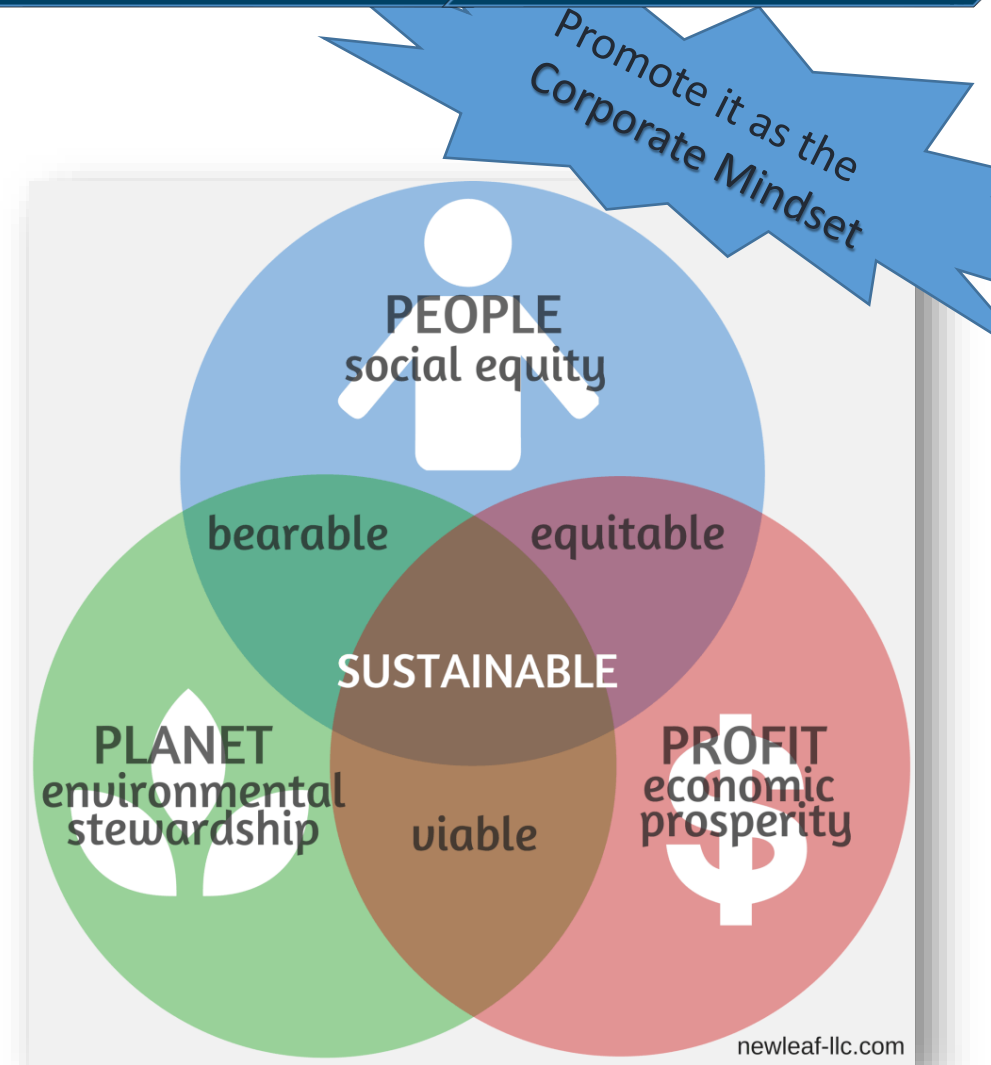 Promote it as the
Corporate Mindset
PEOPLE
social equity
bearable
equitable
SUSTAINABLE
PLANET
environmental
stewardship
PROFIT
economic
prosperity
viable
newleaf-llc.com